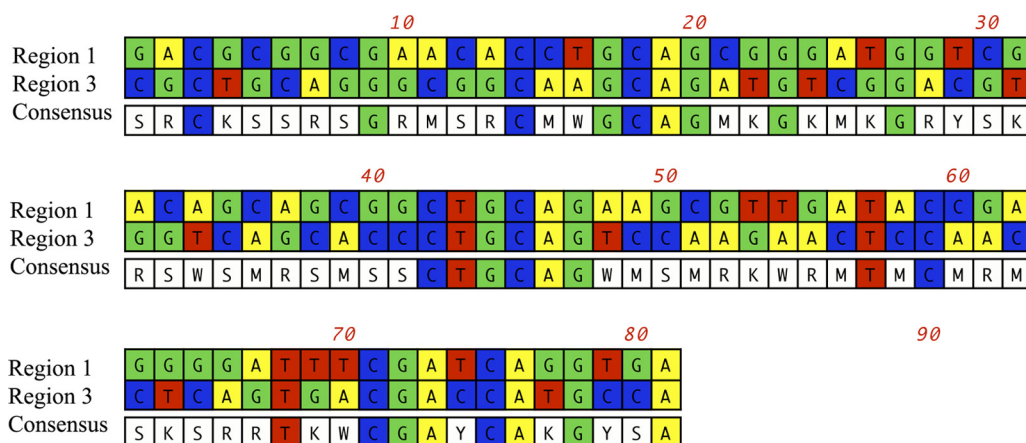 10 20 30
Region 1 G A C G C G G C G A A C A C C T G C A G C G G G A T G G T C G
Region 3 C G C T G C A G G G C G G C A A G C A G A T G T C G G A C G T
Consensus S R C K S S R S G R M S R C M W G C A G M K G K M K G R Y S K
40 50 60
Region 1 A C A G C A G C G G C T G C A G A A G C G T T G A T A C C G A
Region 3 G G T C A G C A C C C T G C A G T C C A A G A A C T C C A A C
Consensus R S W S M R S M S S C T G C A G W M S M R K W R M T M C M R M
70 80 90
Region 1 G G G G A T T T C G A T C A G G T G A
Region 3 C T C A G T G A C G A C C A T G C C A
Consensus S K S R R T K W C G A Y C A K G Y S A